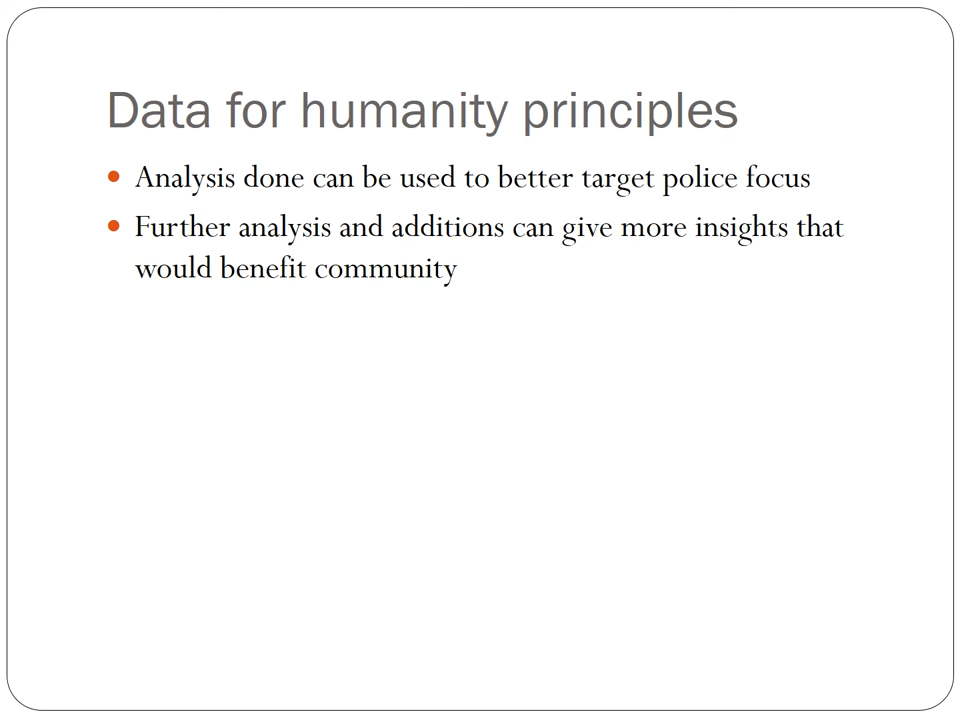 Data for humanity principles
Analysis done can be used to better target police focus
Further analysis and additions can give more insights that
would benefit community